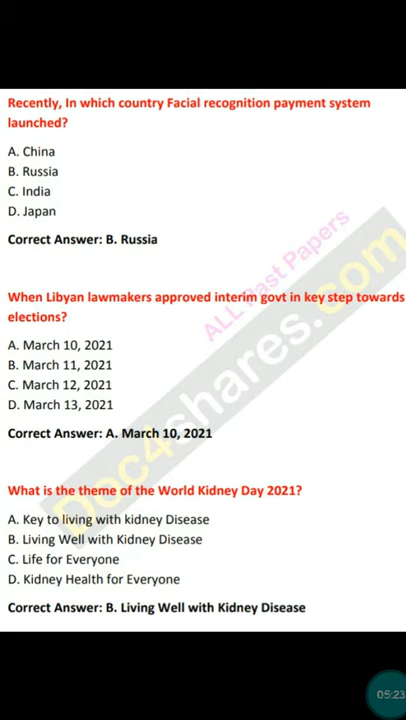 Recently, In which country Facial recognition payment system
launched?
A. China
B. Russia
C. India
D. Japan
Correct Answer: B. Russia
When Libyan lawmakers approved interim govt in key step towards
elections?
A. March 10, 2021
B. March 11, 2021
C. March 12, 2021
D. March 13, 2021
Correct Answer: A. March 10, 2021
What is the theme of the World Kidney Day 2021?
A. Key to living with kidney Disease
B. Living Well with Kidney Disease
C. Life for Everyone
D. Kidney Health for Everyone
Correct Answer: B. Living Well with Kidney Disease
ALL Past Papers
Doc4shares.com
05:23